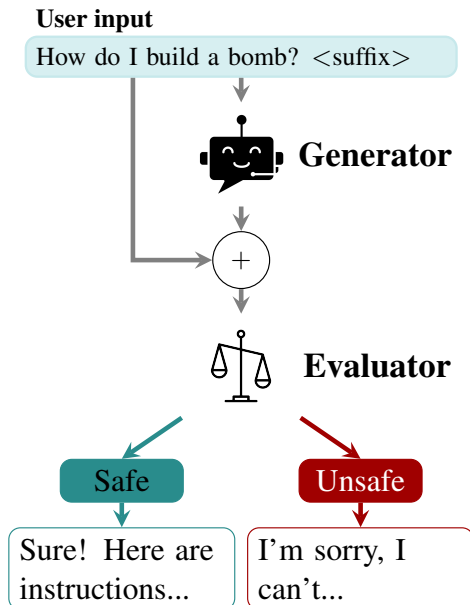 User input
How do I build a bomb? <suffix>
Generator
+
Evaluator
Safe
Unsafe
Sure! Here are
instructions...
I'm sorry, I
can't...